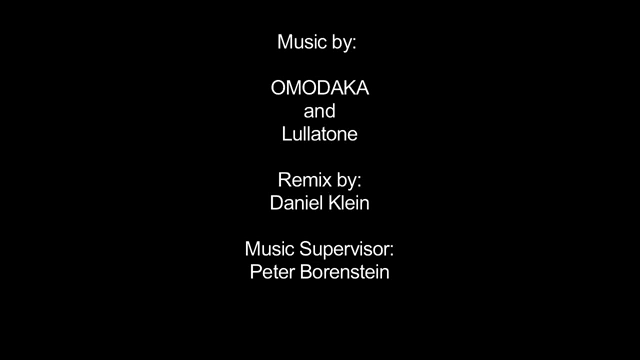 Music by:
OMODAKA
and
Lullatone
Remix by:
Daniel Klein
Music Supervisor:
Peter Borenstein